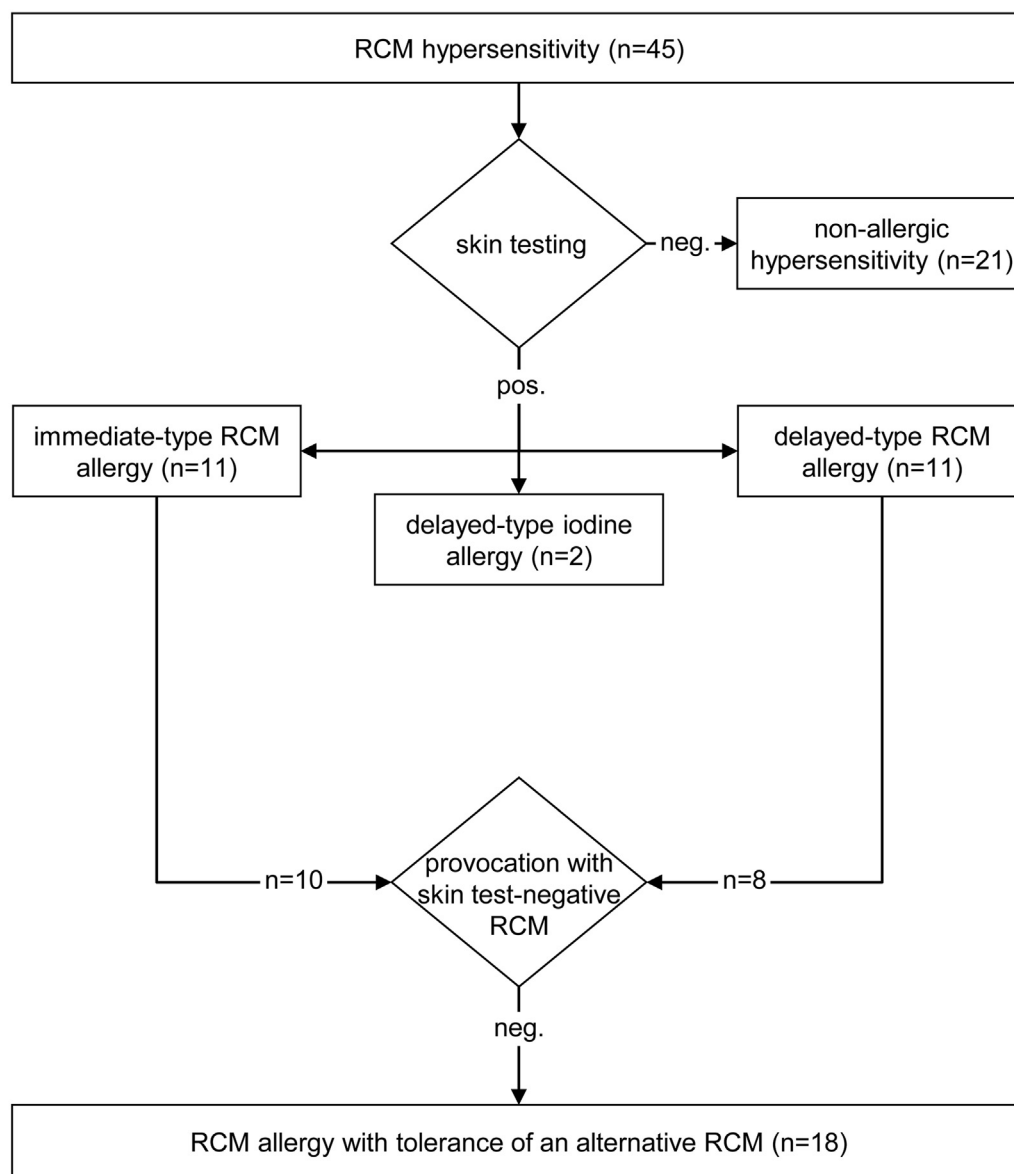 RCM hypersensitivity (n=45)
skin testing
neg.
non-allergic
hypersensitivity (n=21)
pos.
immediate-type RCM
allergy (n=11)
delayed-type RCM
allergy (n=11)
delayed-type iodine
allergy (n=2)
n=10
provocation with
skin test-negative
RCM
n=8
neg.
RCM allergy with tolerance of an alternative RCM (n=18)